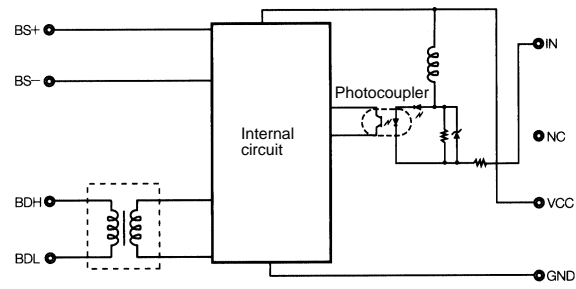 BS+
BS−
BDH
BDL
Internal
circuit
Photocoupler
IN
NC
VCC
GND